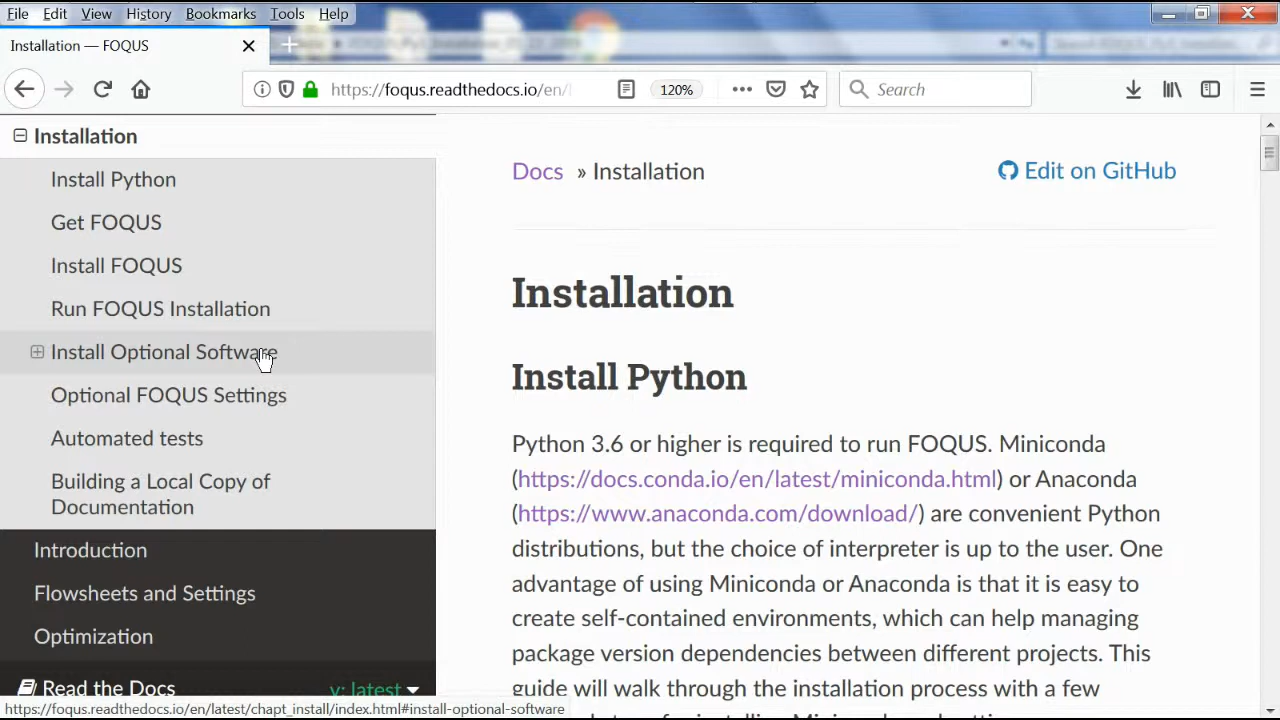 File Edit View History Bookmarks Tools Help
Installation — FOQUS
https://foqus.readthedocs.io/en/l
120%
Search
Installation
Install Python
Get FOQUS
Install FOQUS
Run FOQUS Installation
Install Optional Software
Optional FOQUS Settings
Automated tests
Building a Local Copy of
Documentation
Introduction
Flowsheets and Settings
Optimization
Read the Docs
v: latest
https://foqus.readthedocs.io/en/latest/chapt_install/index.html#install-optional-software
Docs » Installation
Edit on GitHub
Installation
Install Python
Python 3.6 or higher is required to run FOQUS. Miniconda
(https://docs.conda.io/en/latest/miniconda.html) or Anaconda
(https://www.anaconda.com/download/) are convenient Python
distributions, but the choice of interpreter is up to the user. One
advantage of using Miniconda or Anaconda is that it is easy to
create self-contained environments, which can help managing
package version dependencies between different projects. This
guide will walk through the installation process with a few